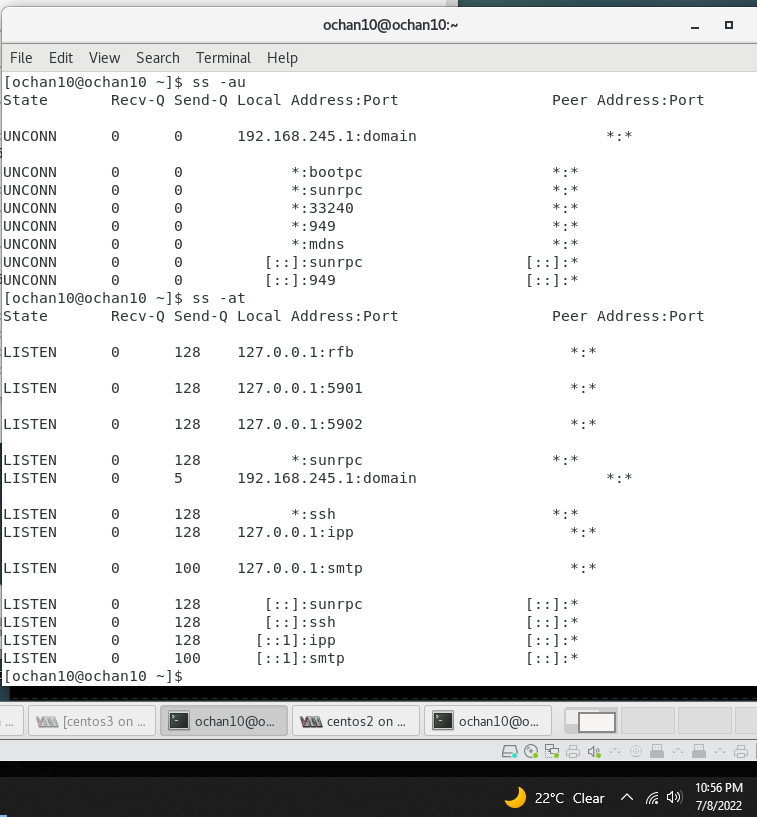 ochan10@ochan10:~
File Edit View Search Terminal Help
[ochan10@ochan10 ~]$ ss -au
State Recv-Q Send-Q Local Address:Port Peer Address:Port
UNCONN 0 0 192.168.245.1:domain *:*
UNCONN 0 0 *:bootpc *:*
UNCONN 0 0 *:sunrpc *:*
UNCONN 0 0 *:33240 *:*
UNCONN 0 0 *:949 *:*
UNCONN 0 0 *:mdns *:*
UNCONN 0 0 [::]:sunrpc [::]:*
UNCONN 0 0 [::]:949 [::]:*
[ochan10@ochan10 ~]$ ss -at
State Recv-Q Send-Q Local Address:Port Peer Address:Port
LISTEN 0 128 127.0.0.1:rfb *:*
LISTEN 0 128 127.0.0.1:5901 *:*
LISTEN 0 128 127.0.0.1:5902 *:*
LISTEN 0 128 *:sunrpc *:*
LISTEN 0 5 192.168.245.1:domain *:*
LISTEN 0 128 *:ssh *:*
LISTEN 0 128 127.0.0.1:ipp *:*
LISTEN 0 100 127.0.0.1:smtp *:*
LISTEN 0 128 [::]:sunrpc [::]:*
LISTEN 0 128 [::]:ssh [::]:*
LISTEN 0 128 [::1]:ipp [::]:*
LISTEN 0 100 [::1]:smtp [::]:*
[ochan10@ochan10 ~]$
... [centos3 on ... ochan10@o... centos2 on ... ochan10@o...
22°C Clear
10:56 PM
7/8/2022